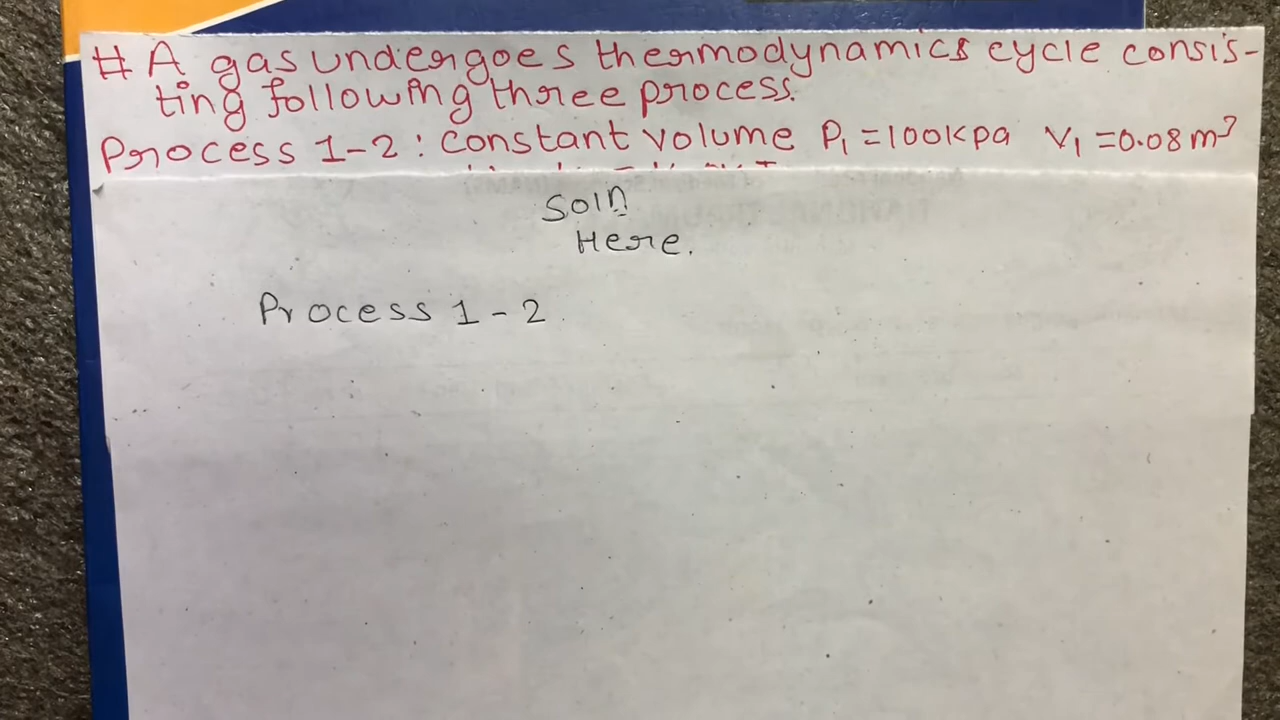 # A gas undergoes thermodynamics cycle consis-
ting following three process.
Process 1-2 : Constant volume P₁ = 100kpa V₁ = 0.08m³
Soln
Here.
Process 1-2